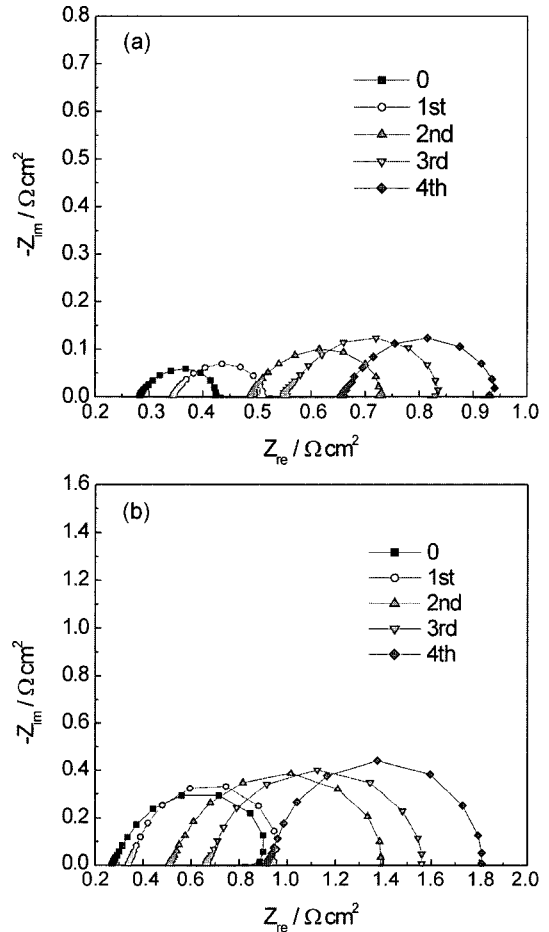 (a)
0
1st
2nd
3rd
4th
0.8
0.7
0.6
0.5
0.4
0.3
0.2
0.1
0.0
-Z_im / Ω cm²
0.2 0.3 0.4 0.5 0.6 0.7 0.8 0.9 1.0
Z_re / Ω cm²
(b)
0
1st
2nd
3rd
4th
1.6
1.4
1.2
1.0
0.8
0.6
0.4
0.2
0.0
-Z_im / Ω cm²
0.2 0.4 0.6 0.8 1.0 1.2 1.4 1.6 1.8 2.0
Z_re / Ω cm²